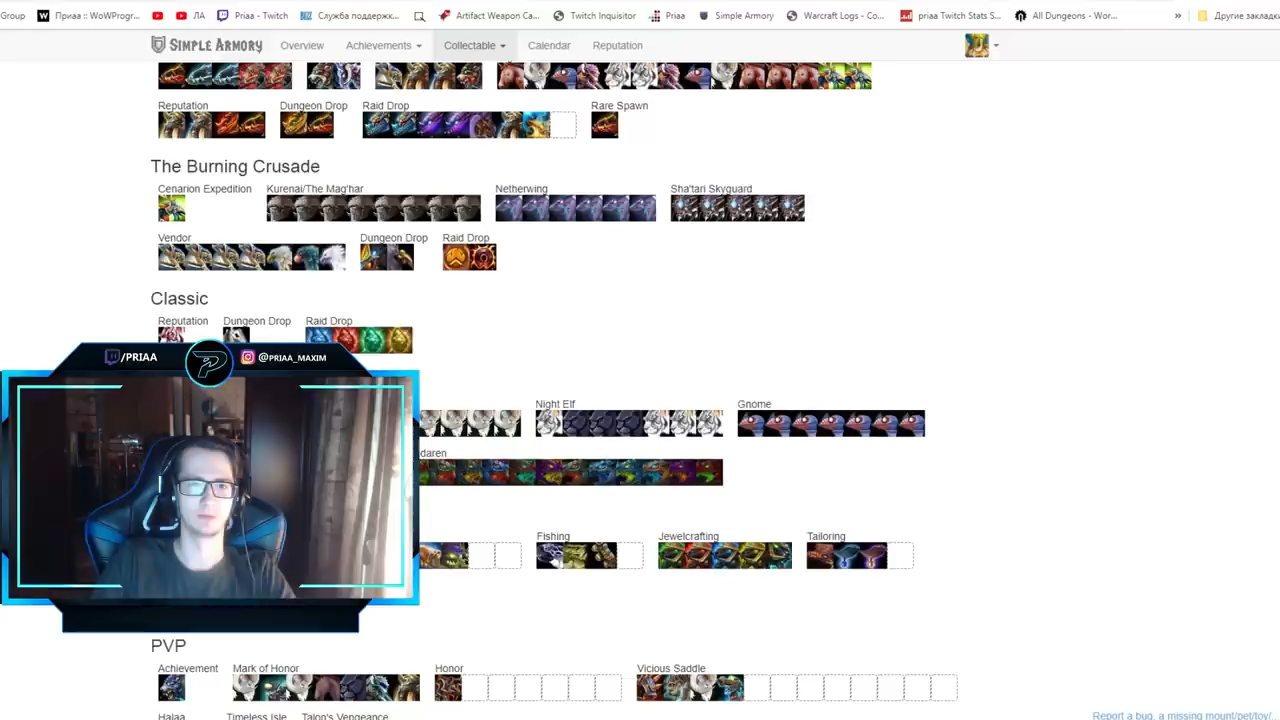 Group Приаа :: WoWProgr... ЛА Priaa - Twitch Служба поддержк... Artifact Weapon Ca... Twitch Inquisitor Priaa Simple Armory Warcraft Logs - Co... priaa Twitch Stats S... All Dungeons - Wor... » Другие заклад
SIMPLE ARMORY Overview Achievements Collectable Calendar Reputation
Reputation Dungeon Drop Raid Drop Rare Spawn
The Burning Crusade
Cenarion Expedition Kurenai/The Mag'har Netherwing Sha'tari Skyguard
Vendor Dungeon Drop Raid Drop
Classic
Reputation Dungeon Drop Raid Drop
/PRIAA @PRIAA_MAXIM
Night Elf Gnome
daren
Fishing Jewelcrafting Tailoring
PVP
Achievement Mark of Honor Honor Vicious Saddle
Halaa Timeless Isle Talon's Vengeance
Report a bug, a missing mount/pet/toy/...